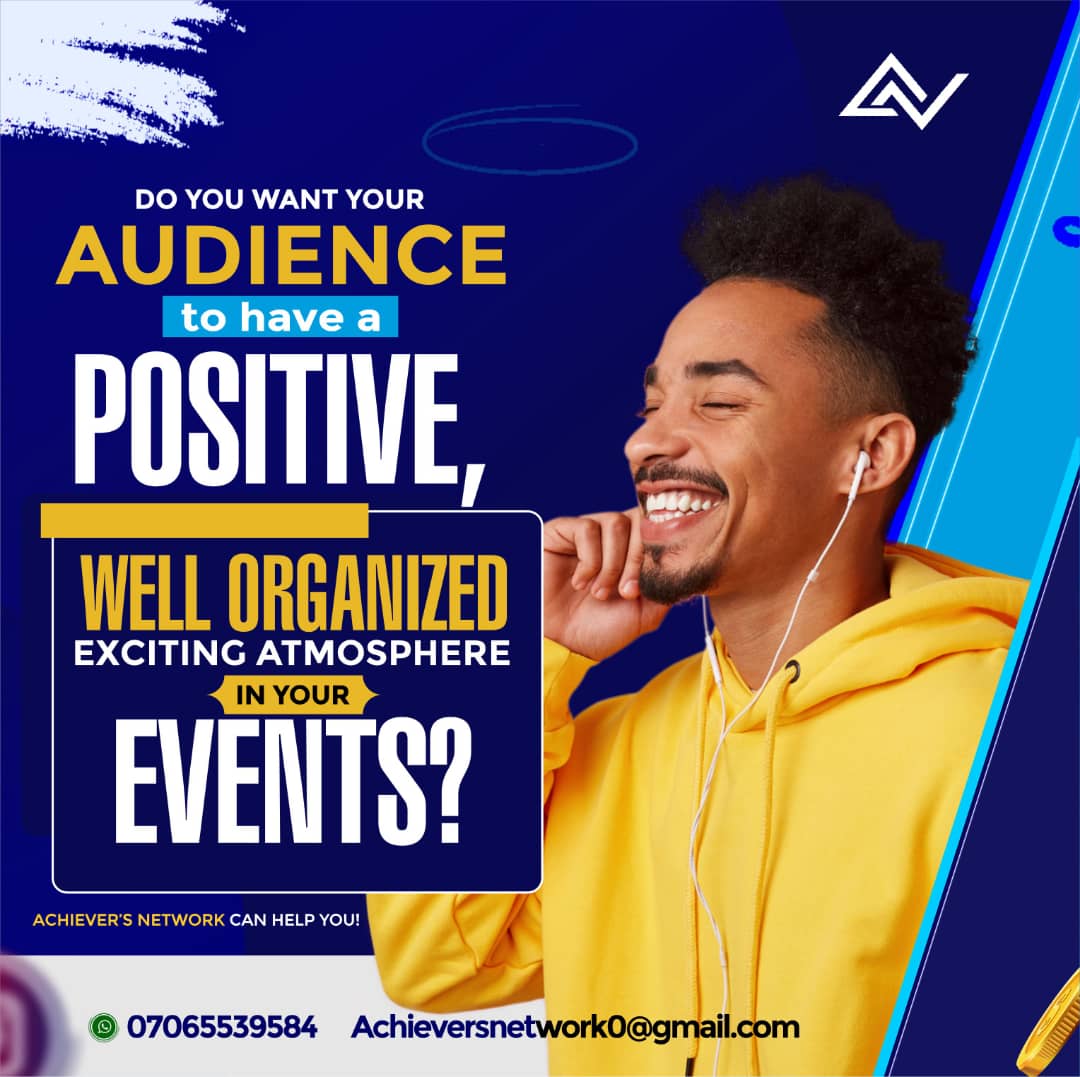 DO YOU WANT YOUR
AUDIENCE
to have a
POSITIVE,
WELL ORGANIZED
EXCITING ATMOSPHERE
IN YOUR
EVENTS?
ACHIEVER'S NETWORK CAN HELP YOU!
07065539584 Achieversnetwork0@gmail.com